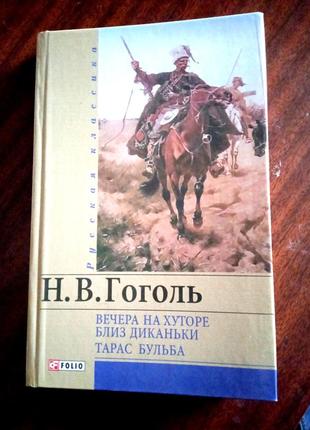 Русская классика
Н. В. Гоголь
ВЕЧЕРА НА ХУТОРЕ
БЛИЗ ДИКАНЬКИ
ТАРАС БУЛЬБА
FOLIO